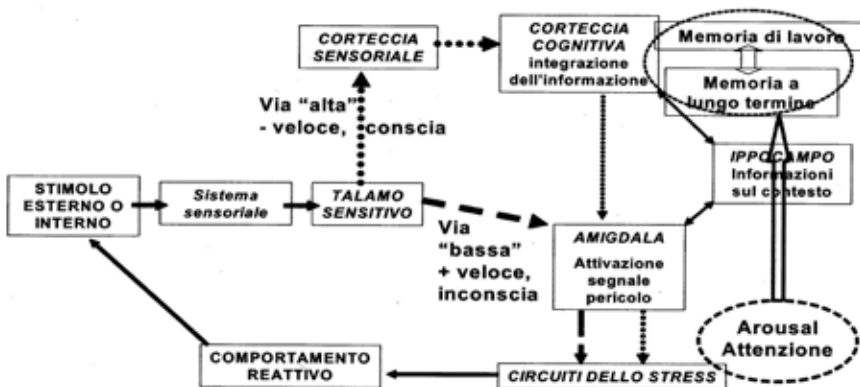 CORTECCIA
SENSORIALE
CORTECCIA
COGNITIVA
integrazione
dell'informazione
Memoria di lavoro
Memoria a
lungo termine
Via “alta”
- veloce, conscia
IPPOCAMPO
Informazioni
sul contesto
STIMOLO
ESTERNO O
INTERNO
Sistema
sensoriale
TALAMO
SENSITIVO
Via
“bassa”
+ veloce,
inconscia
AMIGDALA
Attivazione
segnale
pericolo
Arousal
Attenzione
COMPORTAMENTO
REATTIVO
CIRCUITI DELLO STRESS